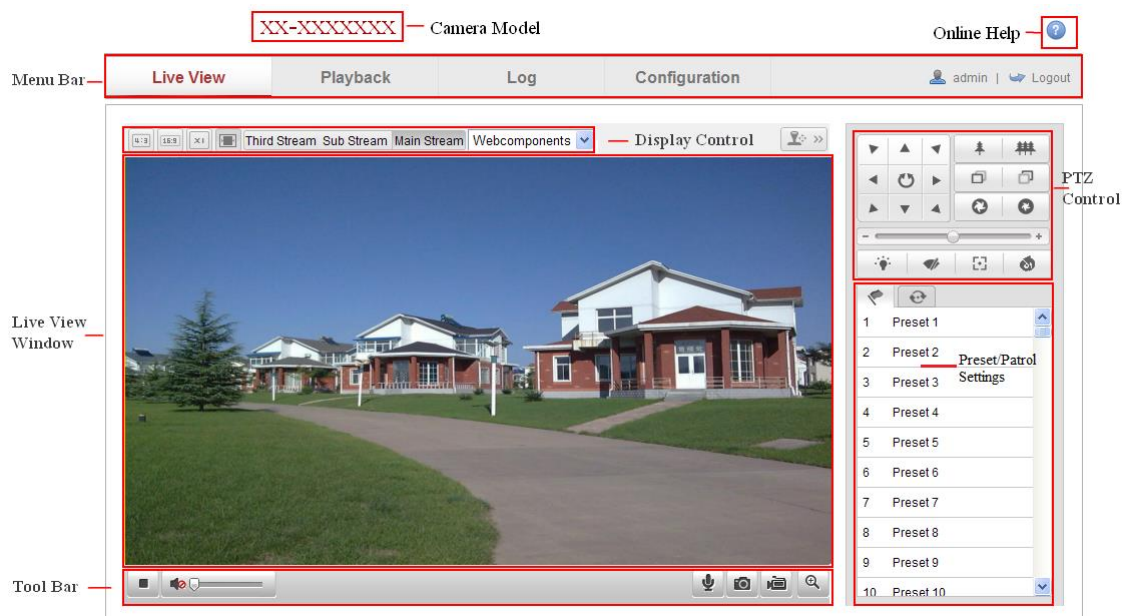 XX-XXXXXXX
Camera Model
Online Help
?
Menu Bar
Live View
Playback
Log
Configuration
admin | Logout
4:3
16:9
X1
Third Stream Sub Stream Main Stream Webcomponents
Display Control
PTZ
Control
Live View
Window
1 Preset 1
2 Preset 2
3 Preset 3
4 Preset 4
5 Preset 5
6 Preset 6
7 Preset 7
8 Preset 8
9 Preset 9
10 Preset 10
Preset/Patrol
Settings
Tool Bar